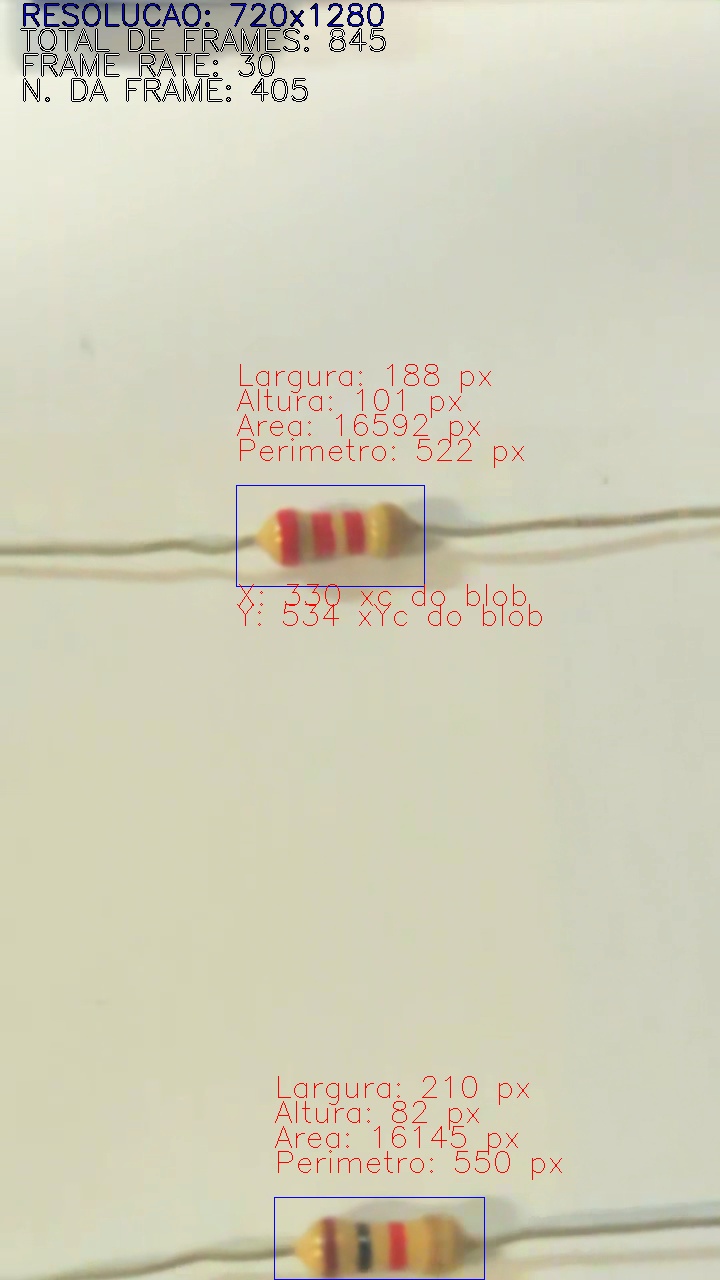 RESOLUCAO: 720x1280
TOTAL DE FRAMES: 845
FRAME RATE: 30
N. DA FRAME: 405
Largura: 188 px
Altura: 101 px
Area: 16592 px
Perimetro: 522 px
X: 330 xc do blob
Y: 534 xYc do blob
Largura: 210 px
Altura: 82 px
Area: 16145 px
Perimetro: 550 px